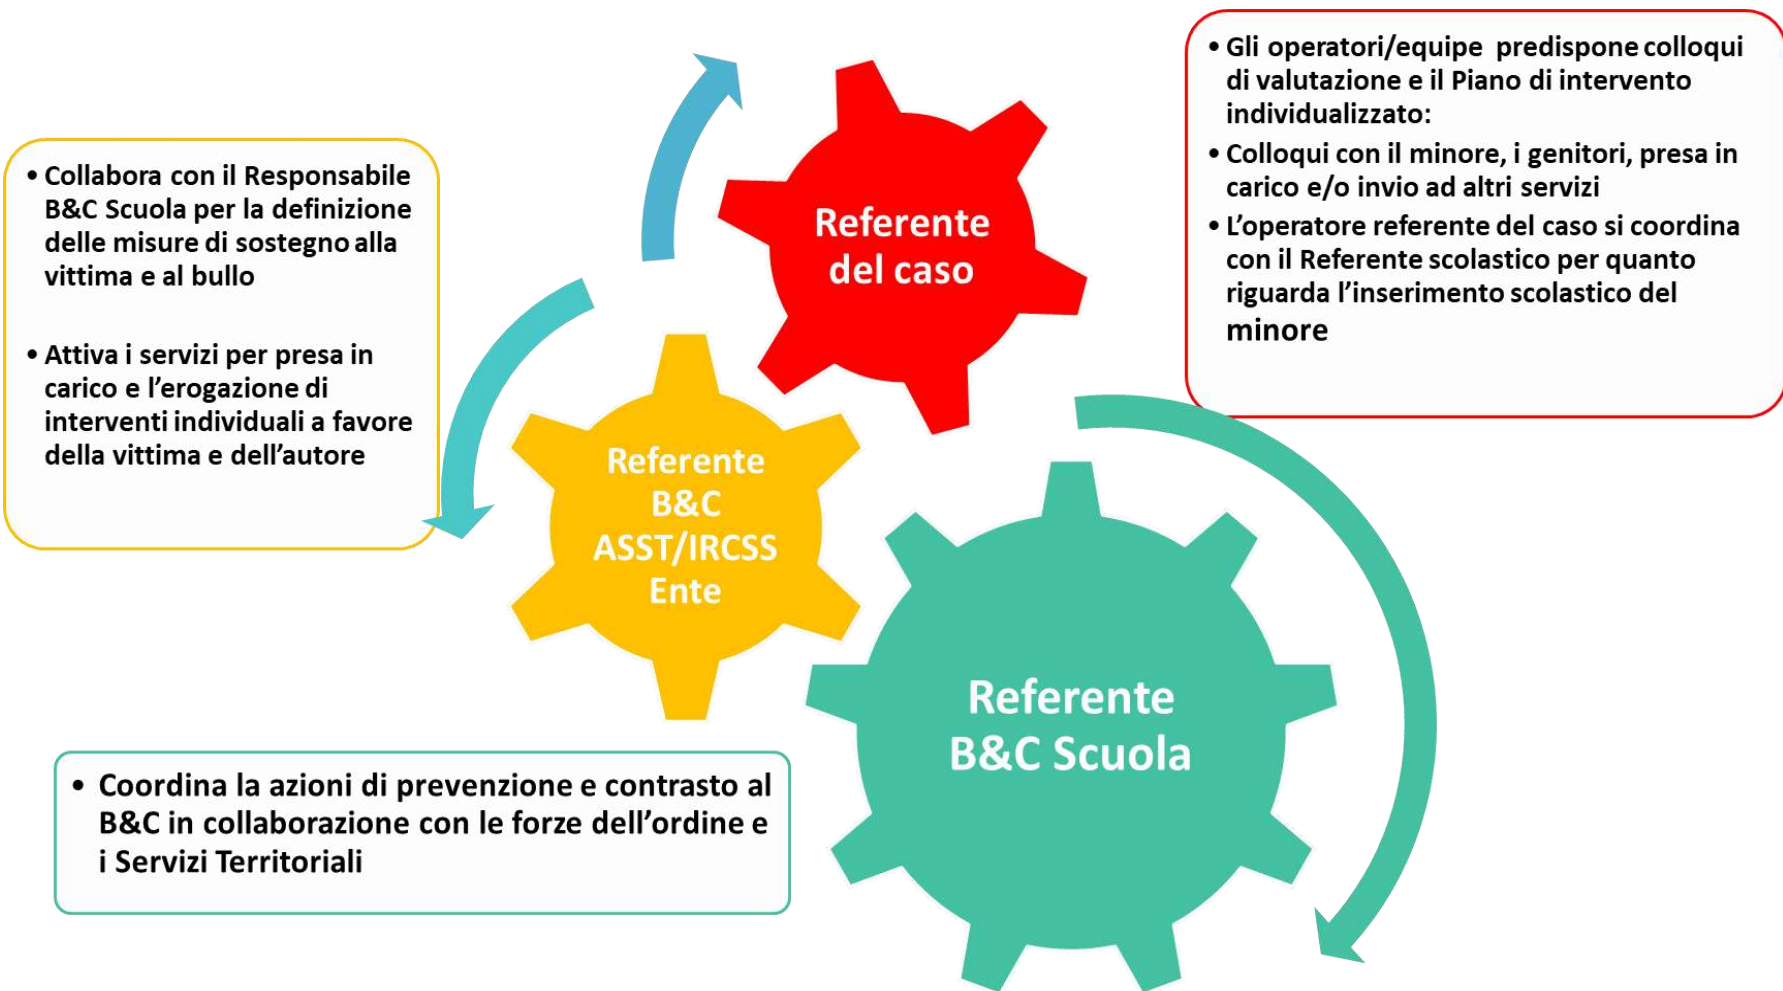 • Gli operatori/equipe predispone colloqui
di valutazione e il Piano di intervento
individualizzato:
• Colloqui con il minore, i genitori, presa in
carico e/o invio ad altri servizi
• L’operatore referente del caso si coordina
con il Referente scolastico per quanto
riguarda l’inserimento scolastico del
minore
• Collabora con il Responsabile
B&C Scuola per la definizione
delle misure di sostegno alla
vittima e al bullo
• Attiva i servizi per presa in
carico e l’erogazione di
interventi individuali a favore
della vittima e dell’autore
Referente
del caso
Referente
B&C
ASST/IRCSS
Ente
Referente
B&C Scuola
• Coordina la azioni di prevenzione e contrasto al
B&C in collaborazione con le forze dell’ordine e
i Servizi Territoriali